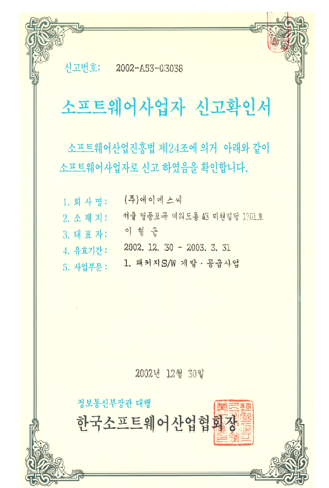 신고번호: 2002-A53-03038
소프트웨어사업자 신고확인서
소프트웨어산업진흥법 제24조에 의거 아래와 같이
소프트웨어사업자로 신고 하였음을 확인합니다.
1. 회 사 명 : (주)에이에스씨
2. 소 재 지 : 서울 영등포구 여의도동 43 미원빌딩 1701호
3. 대 표 자 : 이 철 순
4. 유효기간 : 2002. 12. 30 - 2003. 3. 31
5. 사업부문 : 1. 패키지S/W 개발 · 공급사업
2002년 12월 30일
정보통신부장관 대행
한국소프트웨어산업협회장